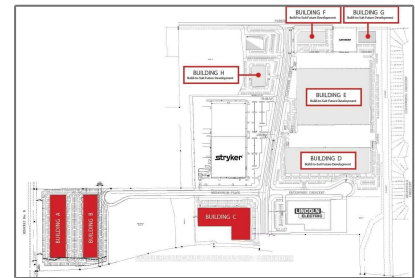 BUILDING F
Build-to-Suit Future Development
BUILDING G
Build-to-Suit Future Development
BUILDING H
Build-to-Suit Future Development
BUILDING E
Build-to-Suit Future Development
stryker
BUILDING D
Build-to-Suit Future Development
BUILDING A
BUILDING B
BUILDING C
LINCOLN
ELECTRIC